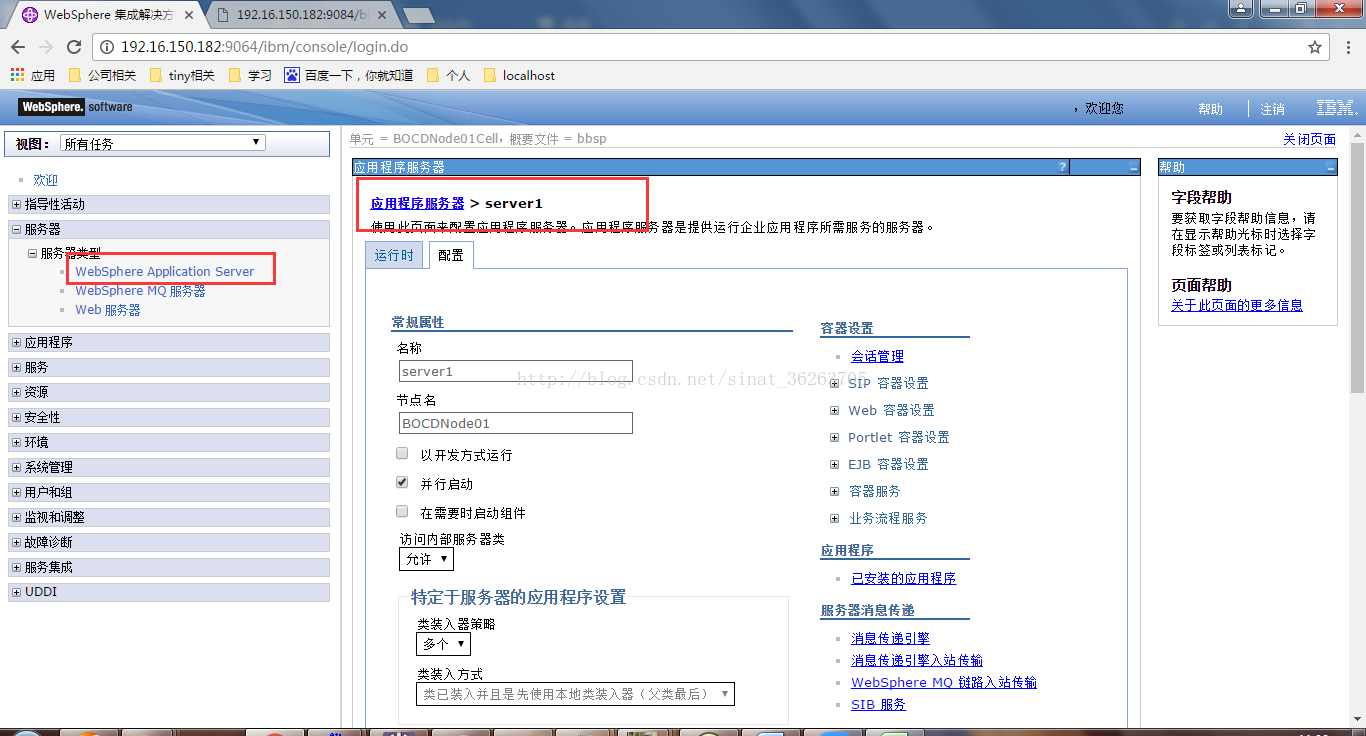 WebSphere 集成解决方
192.16.150.182:9084/bl
192.16.150.182:9064/ibm/console/login.do
应用
公司相关
tiny相关
学习
百度一下，你就知道
个人
localhost
WebSphere. software
，欢迎您
帮助
注销
IBM.
视图：
所有任务
单元 = BOCDNode01Cell，概要文件 = bbsp
关闭页面
欢迎
指导性活动
服务器
服务器类型
WebSphere Application Server
WebSphere MQ 服务器
Web 服务器
应用程序
服务
资源
安全性
环境
系统管理
用户和组
监视和调整
故障诊断
服务集成
UDDI
应用程序服务器
?
应用程序服务器 > server1
使用此页面来配置应用程序服务器。应用程序服务器是提供运行企业应用程序所需服务的服务器。
运行时
配置
常规属性
名称
server1
节点名
BOCDNode01
以开发方式运行
并行启动
在需要时启动组件
访问内部服务器类
允许
特定于服务器的应用程序设置
类装入器策略
多个
类装入方式
类已装入并且是先使用本地类装入器（父类最后）
容器设置
会话管理
http://blog.csdn.net/sinat_36263705
SIP 容器设置
Web 容器设置
Portlet 容器设置
EJB 容器设置
容器服务
业务流程服务
应用程序
已安装的应用程序
服务器消息传递
消息传递引擎
消息传递引擎入站传输
WebSphere MQ 链路入站传输
SIB 服务
帮助
字段帮助
要获取字段帮助信息，请
在显示帮助光标时选择字
段标签或列表标记。
页面帮助
关于此页面的更多信息